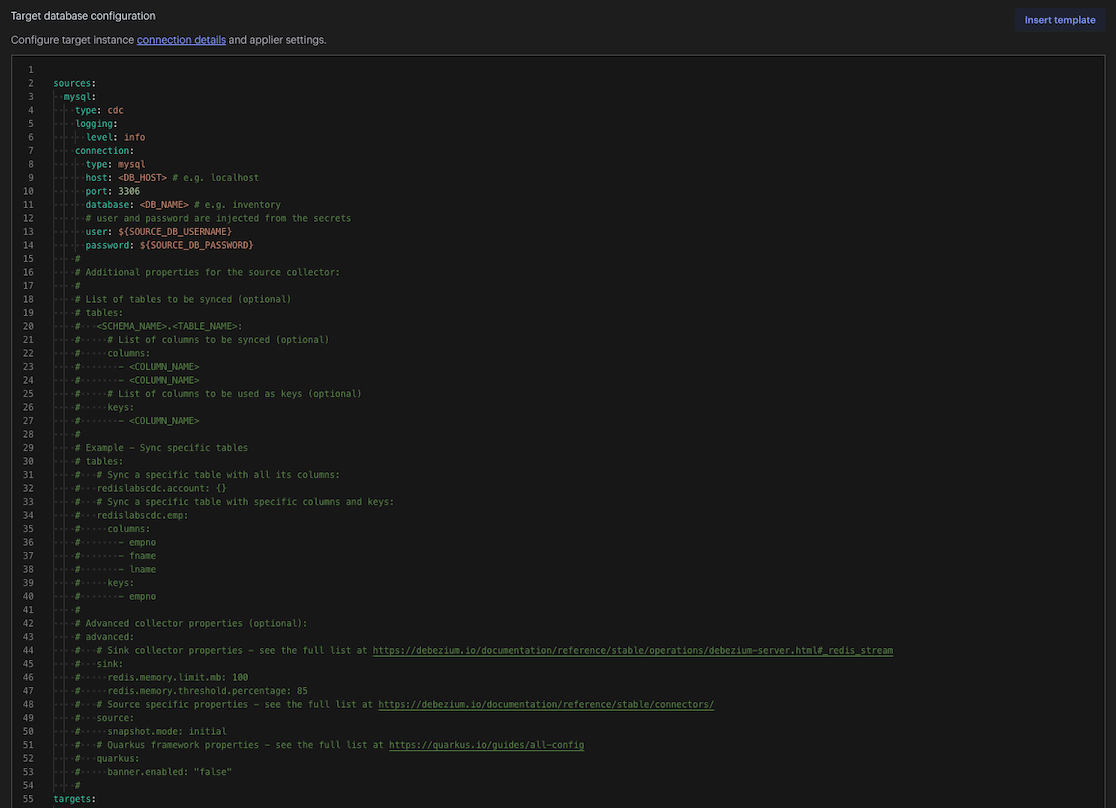 Target database configuration
Insert template
Configure target instance connection details and applier settings.
1
2 sources:
3   mysql:
4     type: cdc
5     logging:
6       level: info
7     connection:
8       type: mysql
9       host: <DB_HOST> # e.g. localhost
10       port: 3306
11       database: <DB_NAME> # e.g. inventory
12       # user and password are injected from the secrets
13       user: ${SOURCE_DB_USERNAME}
14       password: ${SOURCE_DB_PASSWORD}
15     #
16     # Additional properties for the source collector:
17     #
18     # List of tables to be synced (optional)
19     # tables:
20     #   <SCHEMA_NAME>.<TABLE_NAME>:
21     #     # List of columns to be synced (optional)
22     #     columns:
23     #       - <COLUMN_NAME>
24     #       - <COLUMN_NAME>
25     #     # List of columns to be used as keys (optional)
26     #     keys:
27     #       - <COLUMN_NAME>
28     #
29     # Example - Sync specific tables
30     # tables:
31     #   # Sync a specific table with all its columns:
32     #   redislabscdc.account: {}
33     #   # Sync a specific table with specific columns and keys:
34     #   redislabscdc.emp:
35     #     columns:
36     #       - empno
37     #       - fname
38     #       - lname
39     #     keys:
40     #       - empno
41     #
42     # Advanced collector properties (optional):
43     # advanced:
44     #   # Sink collector properties - see the full list at https://debezium.io/documentation/reference/stable/operations/debezium-server.html#_redis_stream
45     #   sink:
46     #     redis.memory.limit.mb: 100
47     #     redis.memory.threshold.percentage: 85
48     #   # Source specific properties - see the full list at https://debezium.io/documentation/reference/stable/connectors/
49     #   source:
50     #     snapshot.mode: initial
51     #   # Quarkus framework properties - see the full list at https://quarkus.io/guides/all-config
52     #   quarkus:
53     #     banner.enabled: "false"
54     #
55 targets: